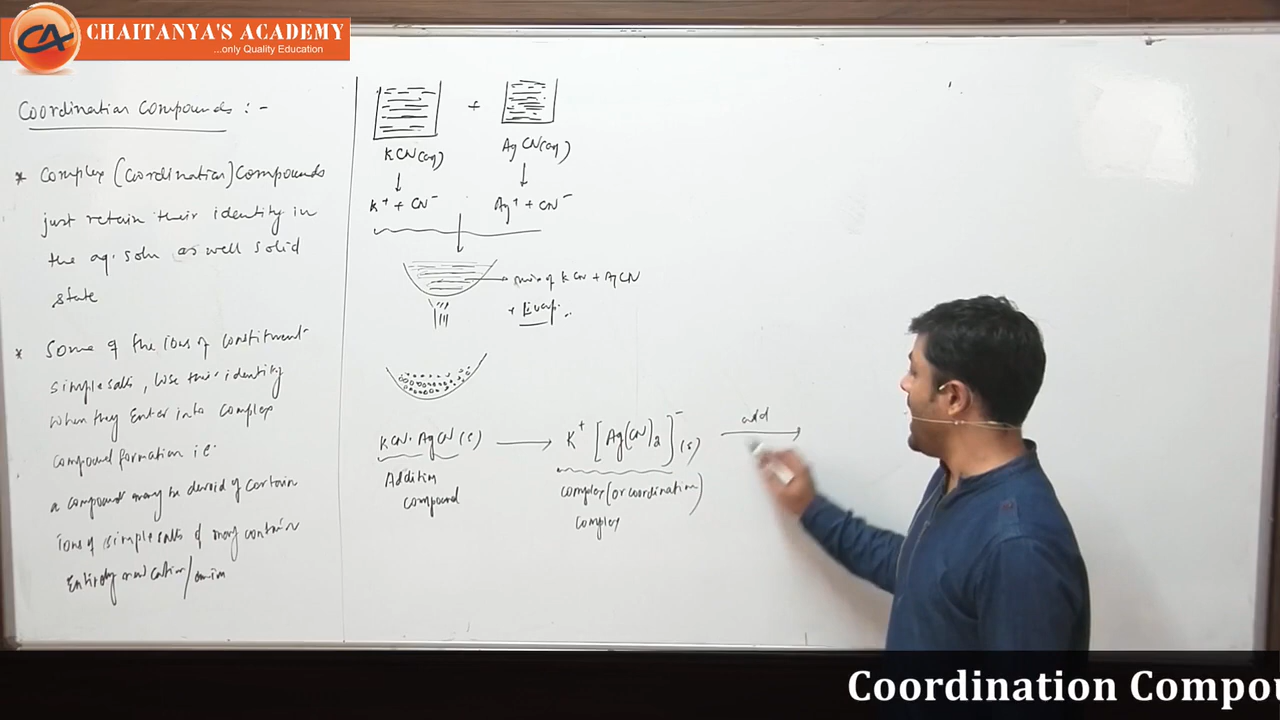 CA
CHAITANYA'S ACADEMY
...only Quality Education
Coordination Compounds :-
* Complex (Coordination) Compounds
just retain their identity in
the aq. soln as well solid
state
* Some of the ions of constituent
simple salts, lose their identity
when they Enter into Complex
Compound formation i.e.
a compound may be devoid of certain
ions of simple salts & may contain
Entirely new cation/anion
+
KCN(aq)
AgCN(aq)
K⁺ + CN⁻
Ag⁺ + CN⁻
mix of KCN + AgCN
KCN·AgCN(s)
K⁺ [Ag(CN)₂]⁻(s)
add
Addition
compound
Complex (or coordination)
Complex
Coordination Compou